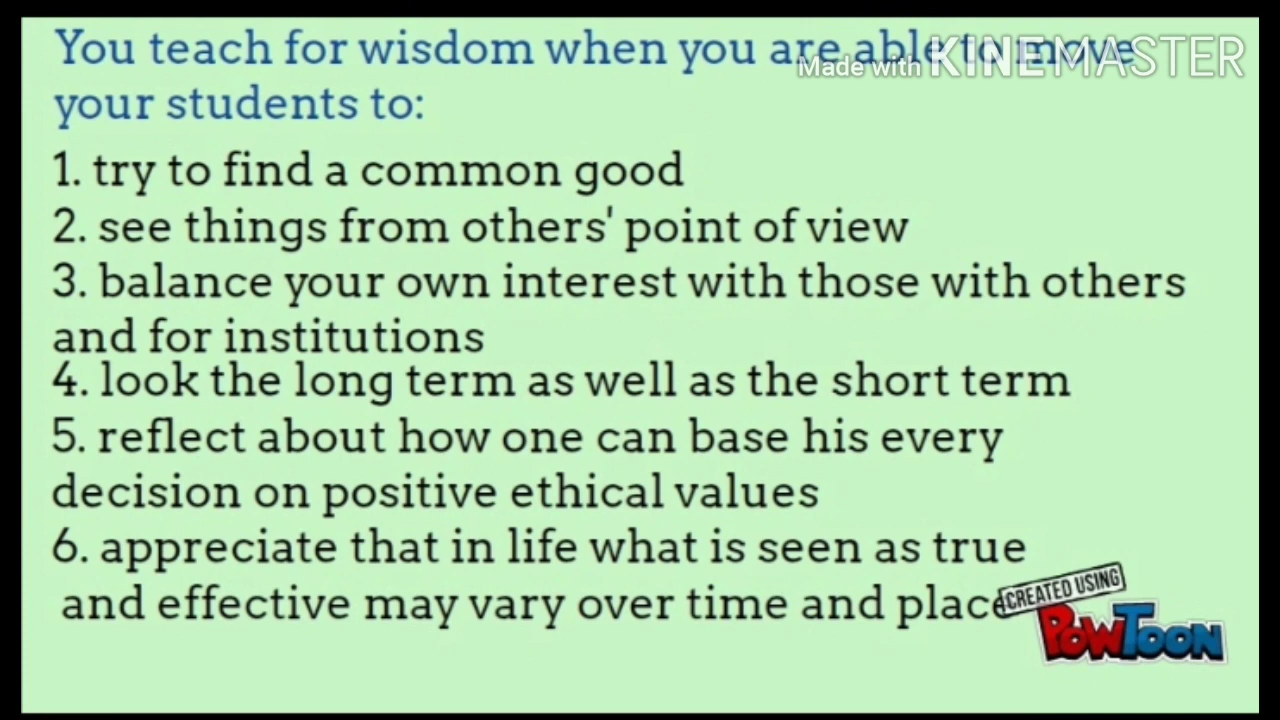 You teach for wisdom when you are able to move
Made with KINEMASTER
your students to:
1. try to find a common good
2. see things from others' point of view
3. balance your own interest with those with others
and for institutions
4. look the long term as well as the short term
5. reflect about how one can base his every
decision on positive ethical values
6. appreciate that in life what is seen as true
and effective may vary over time and place
CREATED USING
POWTOON